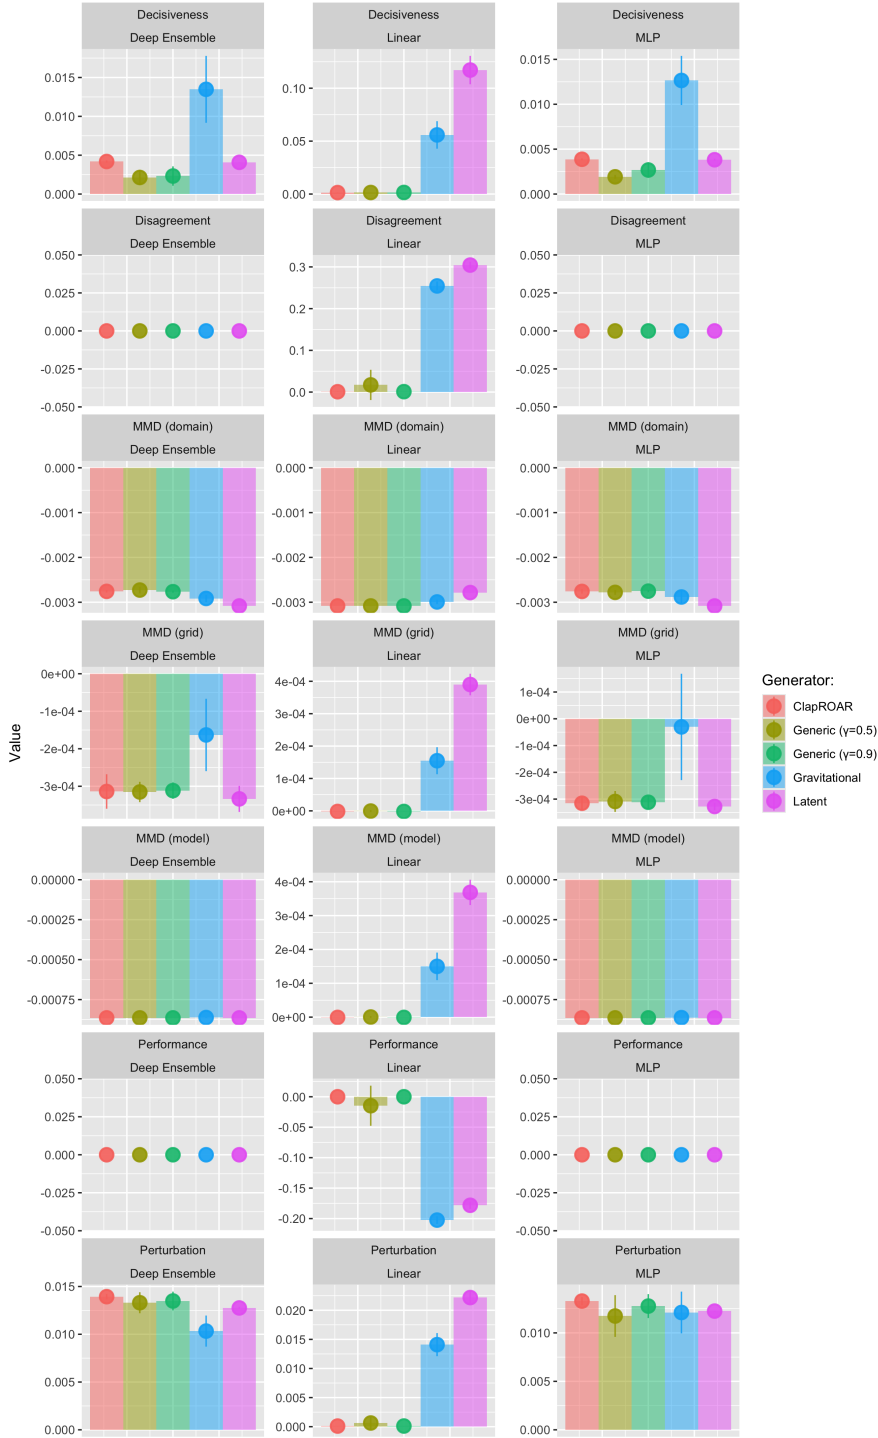 Decisiveness
Deep Ensemble
0.015
0.010
0.005
0.000
Decisiveness
Linear
0.10
0.05
0.00
Decisiveness
MLP
0.015
0.010
0.005
0.000
Disagreement
Deep Ensemble
0.050
0.025
0.000
-0.025
-0.050
Disagreement
Linear
0.3
0.2
0.1
0.0
Disagreement
MLP
0.050
0.025
0.000
-0.025
-0.050
MMD (domain)
Deep Ensemble
0.000
-0.001
-0.002
-0.003
MMD (domain)
Linear
0.000
-0.001
-0.002
-0.003
MMD (domain)
MLP
0.000
-0.001
-0.002
-0.003
MMD (grid)
Deep Ensemble
0e+00
-1e-04
-2e-04
-3e-04
MMD (grid)
Linear
4e-04
3e-04
2e-04
1e-04
0e+00
MMD (grid)
MLP
1e-04
0e+00
-1e-04
-2e-04
-3e-04
MMD (model)
Deep Ensemble
0.00000
-0.00025
-0.00050
-0.00075
MMD (model)
Linear
4e-04
3e-04
2e-04
1e-04
0e+00
MMD (model)
MLP
0.00000
-0.00025
-0.00050
-0.00075
Performance
Deep Ensemble
0.050
0.025
0.000
-0.025
-0.050
Performance
Linear
0.00
-0.05
-0.10
-0.15
-0.20
Performance
MLP
0.050
0.025
0.000
-0.025
-0.050
Perturbation
Deep Ensemble
0.015
0.010
0.005
0.000
Perturbation
Linear
0.020
0.015
0.010
0.005
0.000
Perturbation
MLP
0.010
0.005
0.000
Value
Generator:
ClapROAR
Generic (γ=0.5)
Generic (γ=0.9)
Gravitational
Latent